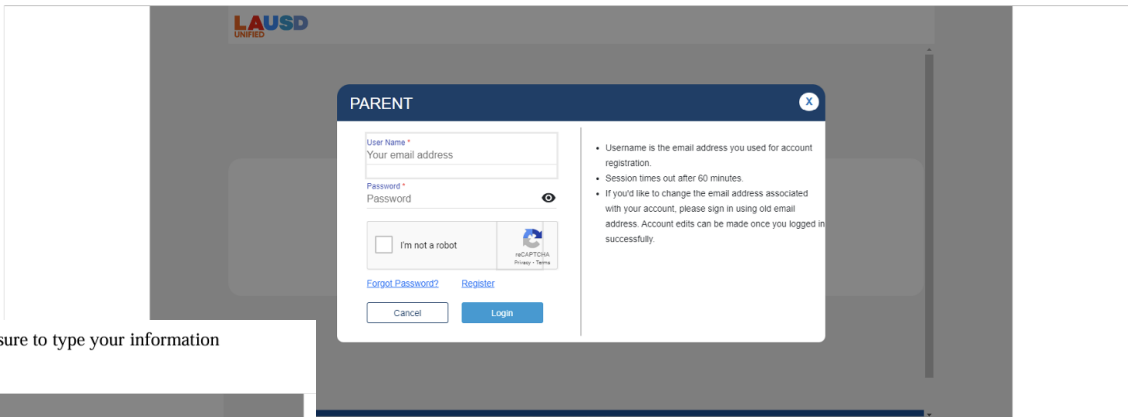 LAUSD
UNIFIED
PARENT
X
User Name *
Your email address
Password *
Password
I'm not a robot
reCAPTCHA
Privacy - Terms
Forgot Password? Register
Cancel Login
• Username is the email address you used for account
registration.
• Session times out after 60 minutes.
• If you'd like to change the email address associated
with your account, please sign in using old email
address. Account edits can be made once you logged in
successfully.
sure to type your information